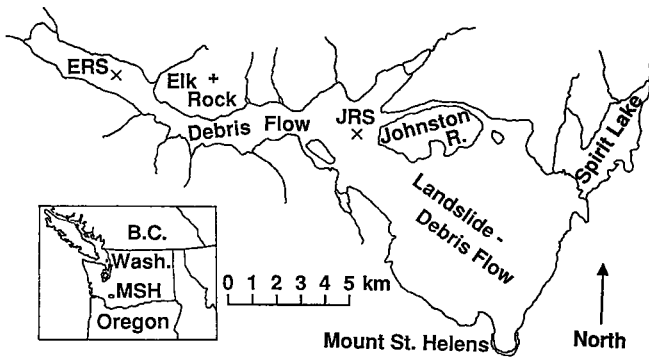 ERS
Elk
Rock
Debris Flow
JRS
Johnston
R.
Spirit Lake
Landslide -
Debris Flow
B.C.
Wash.
MSH
Oregon
0 1 2 3 4 5 km
Mount St. Helens
North